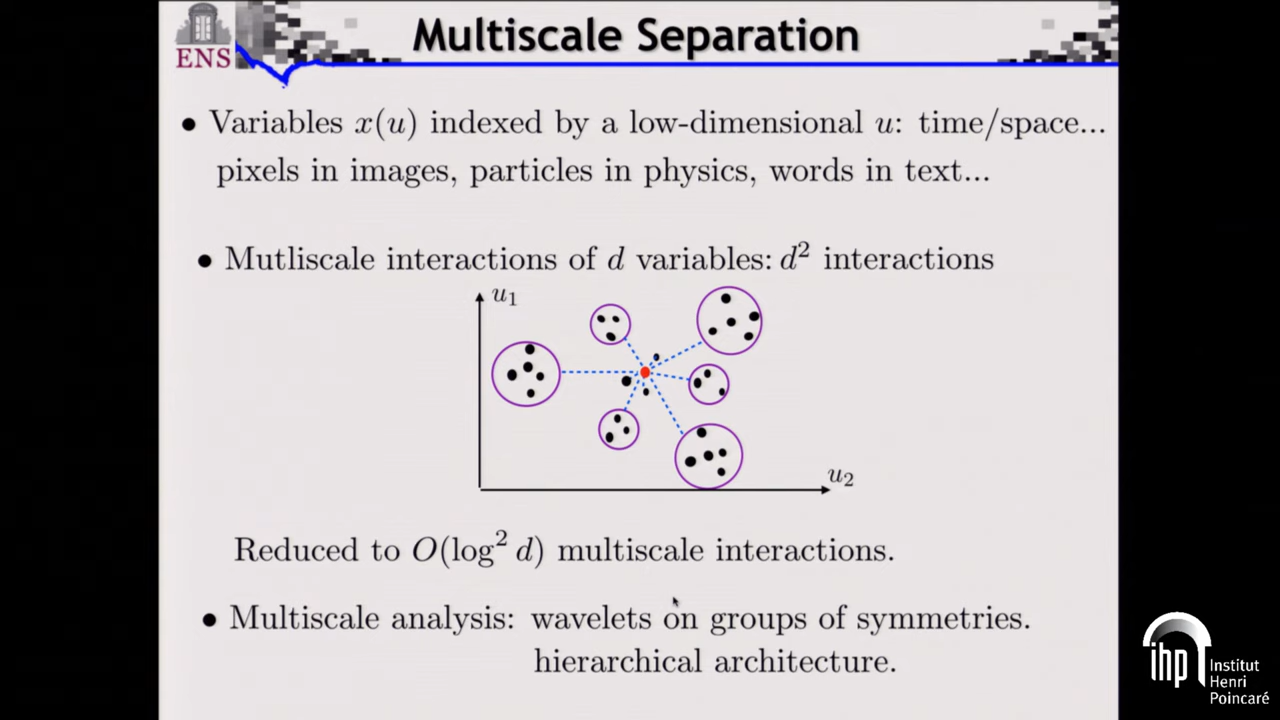 ENS
Multiscale Separation
• Variables x(u) indexed by a low-dimensional u: time/space...
pixels in images, particles in physics, words in text...
• Mutliscale interactions of d variables: d² interactions
u₁
u₂
Reduced to O(log² d) multiscale interactions.
• Multiscale analysis: wavelets on groups of symmetries.
hierarchical architecture.
ihp
Institut
Henri
Poincaré